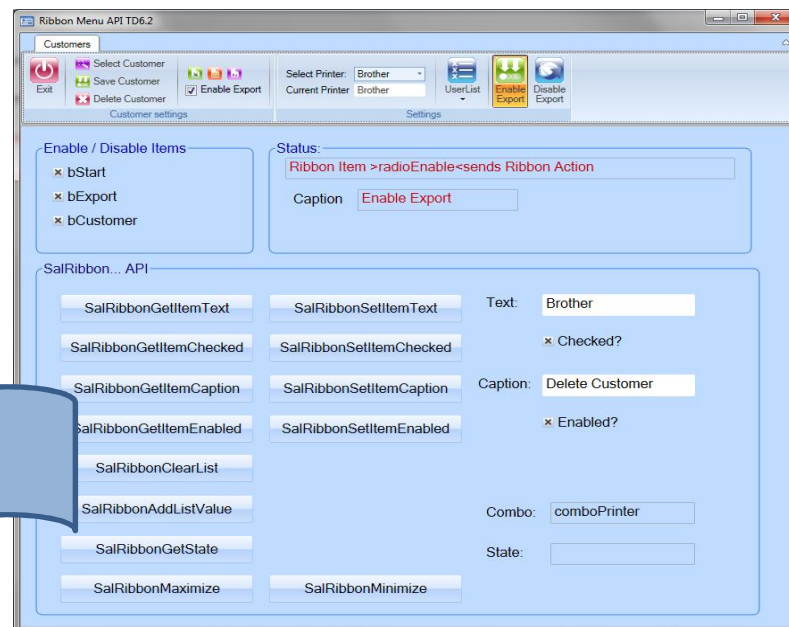 Ribbon Menu API TD6.2
Customers
Exit
Select Customer
Save Customer
Delete Customer
Enable Export
Customer settings
Select Printer: Brother
Current Printer Brother
UserList
Enable Export
Disable Export
Settings
Enable / Disable Items
bStart
bExport
bCustomer
Status:
Ribbon Item >radioEnable<sends Ribbon Action
Caption Enable Export
SalRibbon... API
SalRibbonGetItemText SalRibbonSetItemText Text: Brother
SalRibbonGetItemChecked SalRibbonSetItemChecked Checked?
SalRibbonGetItemCaption SalRibbonSetItemCaption Caption: Delete Customer
SalRibbonGetItemEnabled SalRibbonSetItemEnabled Enabled?
SalRibbonClearList
SalRibbonAddListValue Combo: comboPrinter
SalRibbonGetState State:
SalRibbonMaximize SalRibbonMinimize